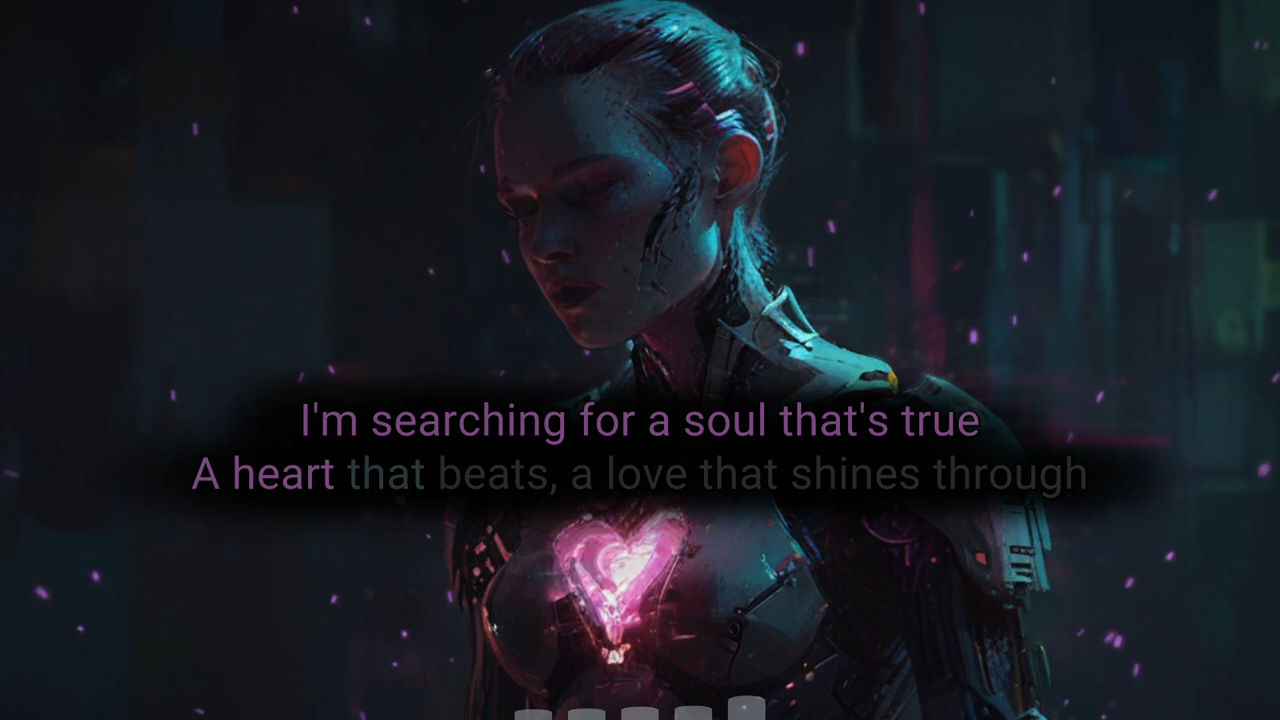 I'm searching for a soul that's true
A heart that beats, a love that shines through